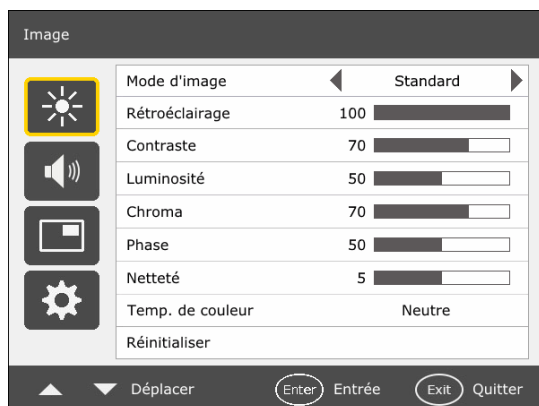 Image
Mode d'image Standard
Rétroéclairage 100
Contraste 70
Luminosité 50
Chroma 70
Phase 50
Netteté 5
Temp. de couleur Neutre
Réinitialiser
Déplacer Enter Entrée Exit Quitter